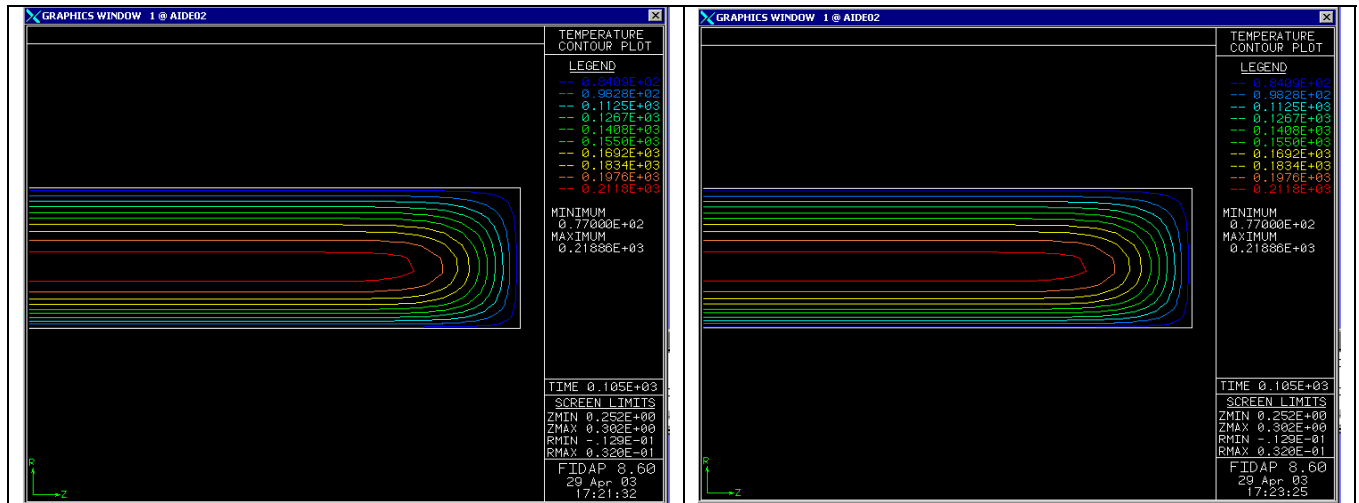 GRAPHICS WINDOW 1 @ AIDE02
TEMPERATURE
CONTOUR PLOT
LEGEND
-- 0.8409E+02
-- 0.9828E+02
-- 0.1125E+03
-- 0.1267E+03
-- 0.1408E+03
-- 0.1550E+03
-- 0.1692E+03
-- 0.1834E+03
-- 0.1976E+03
-- 0.2118E+03
MINIMUM
0.77000E+02
MAXIMUM
0.21886E+03
TIME 0.105E+03
SCREEN LIMITS
ZMIN 0.252E+00
ZMAX 0.302E+00
RMIN -.129E-01
RMAX 0.320E-01
FIDAP 8.60
29 Apr 03
17:21:32
R
Z
GRAPHICS WINDOW 1 @ AIDE02
TEMPERATURE
CONTOUR PLOT
LEGEND
-- 0.8409E+02
-- 0.9828E+02
-- 0.1125E+03
-- 0.1267E+03
-- 0.1408E+03
-- 0.1550E+03
-- 0.1692E+03
-- 0.1834E+03
-- 0.1976E+03
-- 0.2118E+03
MINIMUM
0.77000E+02
MAXIMUM
0.21886E+03
TIME 0.105E+03
SCREEN LIMITS
ZMIN 0.252E+00
ZMAX 0.302E+00
RMIN -.129E-01
RMAX 0.320E-01
FIDAP 8.60
29 Apr 03
17:23:25
R
Z